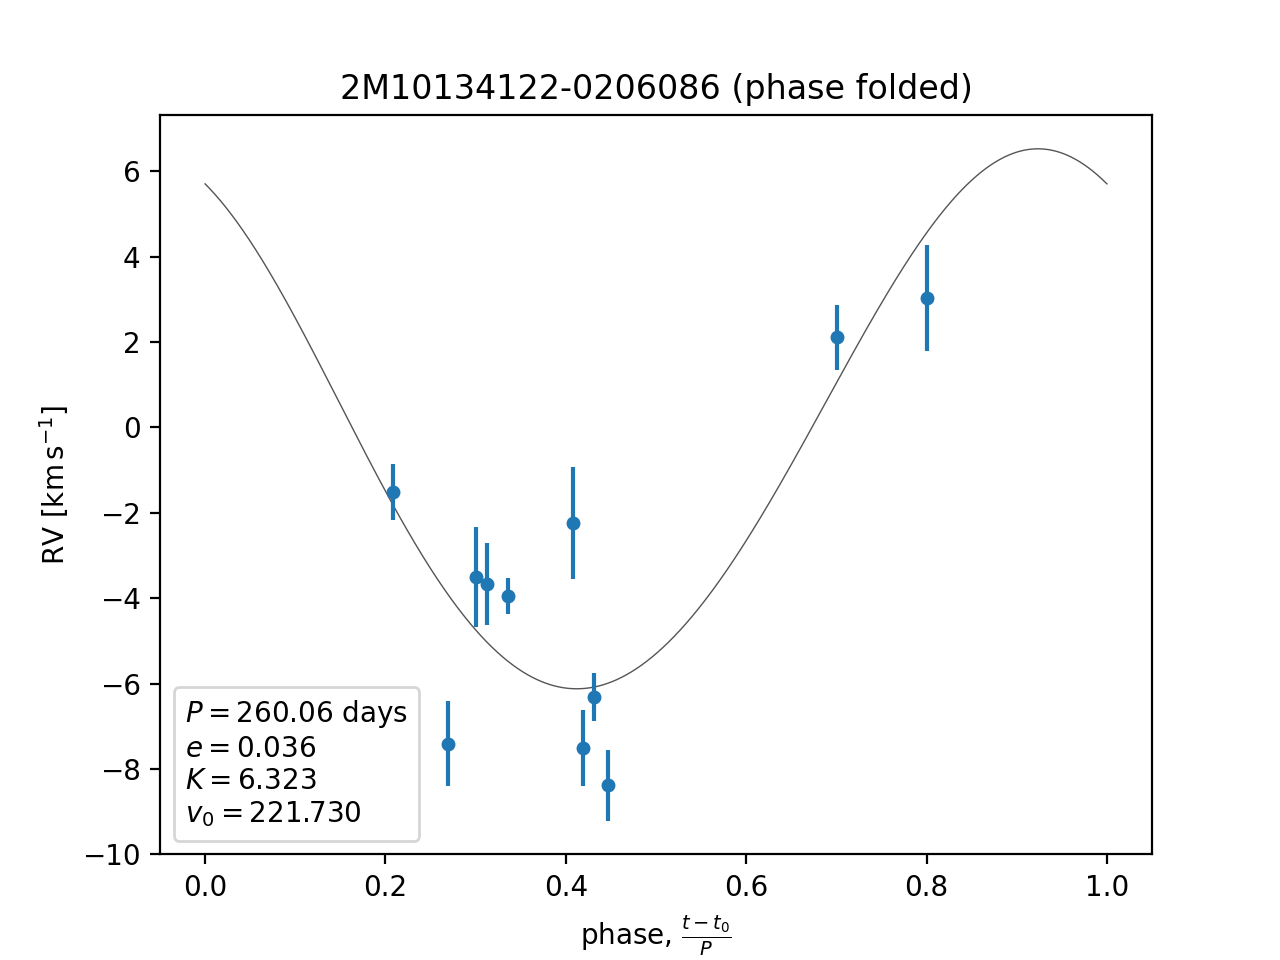 2M10134122-0206086 (phase folded)
6
4
2
0
−2
−4
−6
−8
−10
RV [km s⁻¹]
P = 260.06 days
e = 0.036
K = 6.323
v₀ = 221.730
0.0 0.2 0.4 0.6 0.8 1.0
phase, (t − t₀)/P